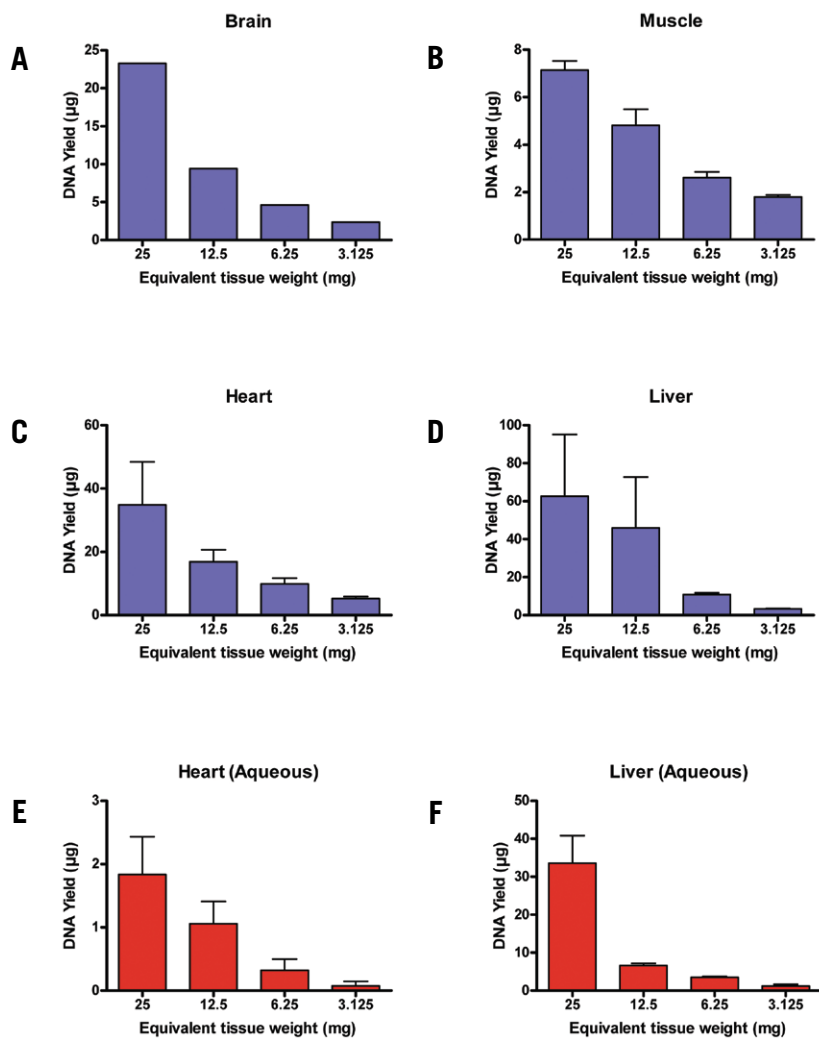 Brain
A
DNA Yield (µg)
25
20
15
10
5
0
25 12.5 6.25 3.125
Equivalent tissue weight (mg)
Muscle
B
DNA Yield (µg)
8
6
4
2
0
25 12.5 6.25 3.125
Equivalent tissue weight (mg)
Heart
C
DNA Yield (µg)
60
40
20
0
25 12.5 6.25 3.125
Equivalent tissue weight (mg)
Liver
D
DNA Yield (µg)
100
80
60
40
20
0
25 12.5 6.25 3.125
Equivalent tissue weight (mg)
Heart (Aqueous)
E
DNA Yield (µg)
3
2
1
0
25 12.5 6.25 3.125
Equivalent tissue weight (mg)
Liver (Aqueous)
F
DNA Yield (µg)
50
40
30
20
10
0
25 12.5 6.25 3.125
Equivalent tissue weight (mg)